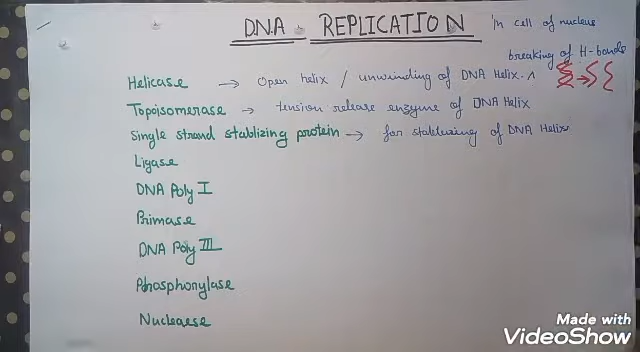 DNA REPLICATION in cell of nucleus
breaking of H-bonds
Helicase → Open helix / unwinding of DNA Helix. ^
Topoisomerase → tension release enzyme of DNA Helix
Single strand stablizing protein → for stablizing of DNA Helix
Ligase
DNA Poly I
Primase
DNA Poly III
Phosphorylase
Nuclease
Made with
VideoShow